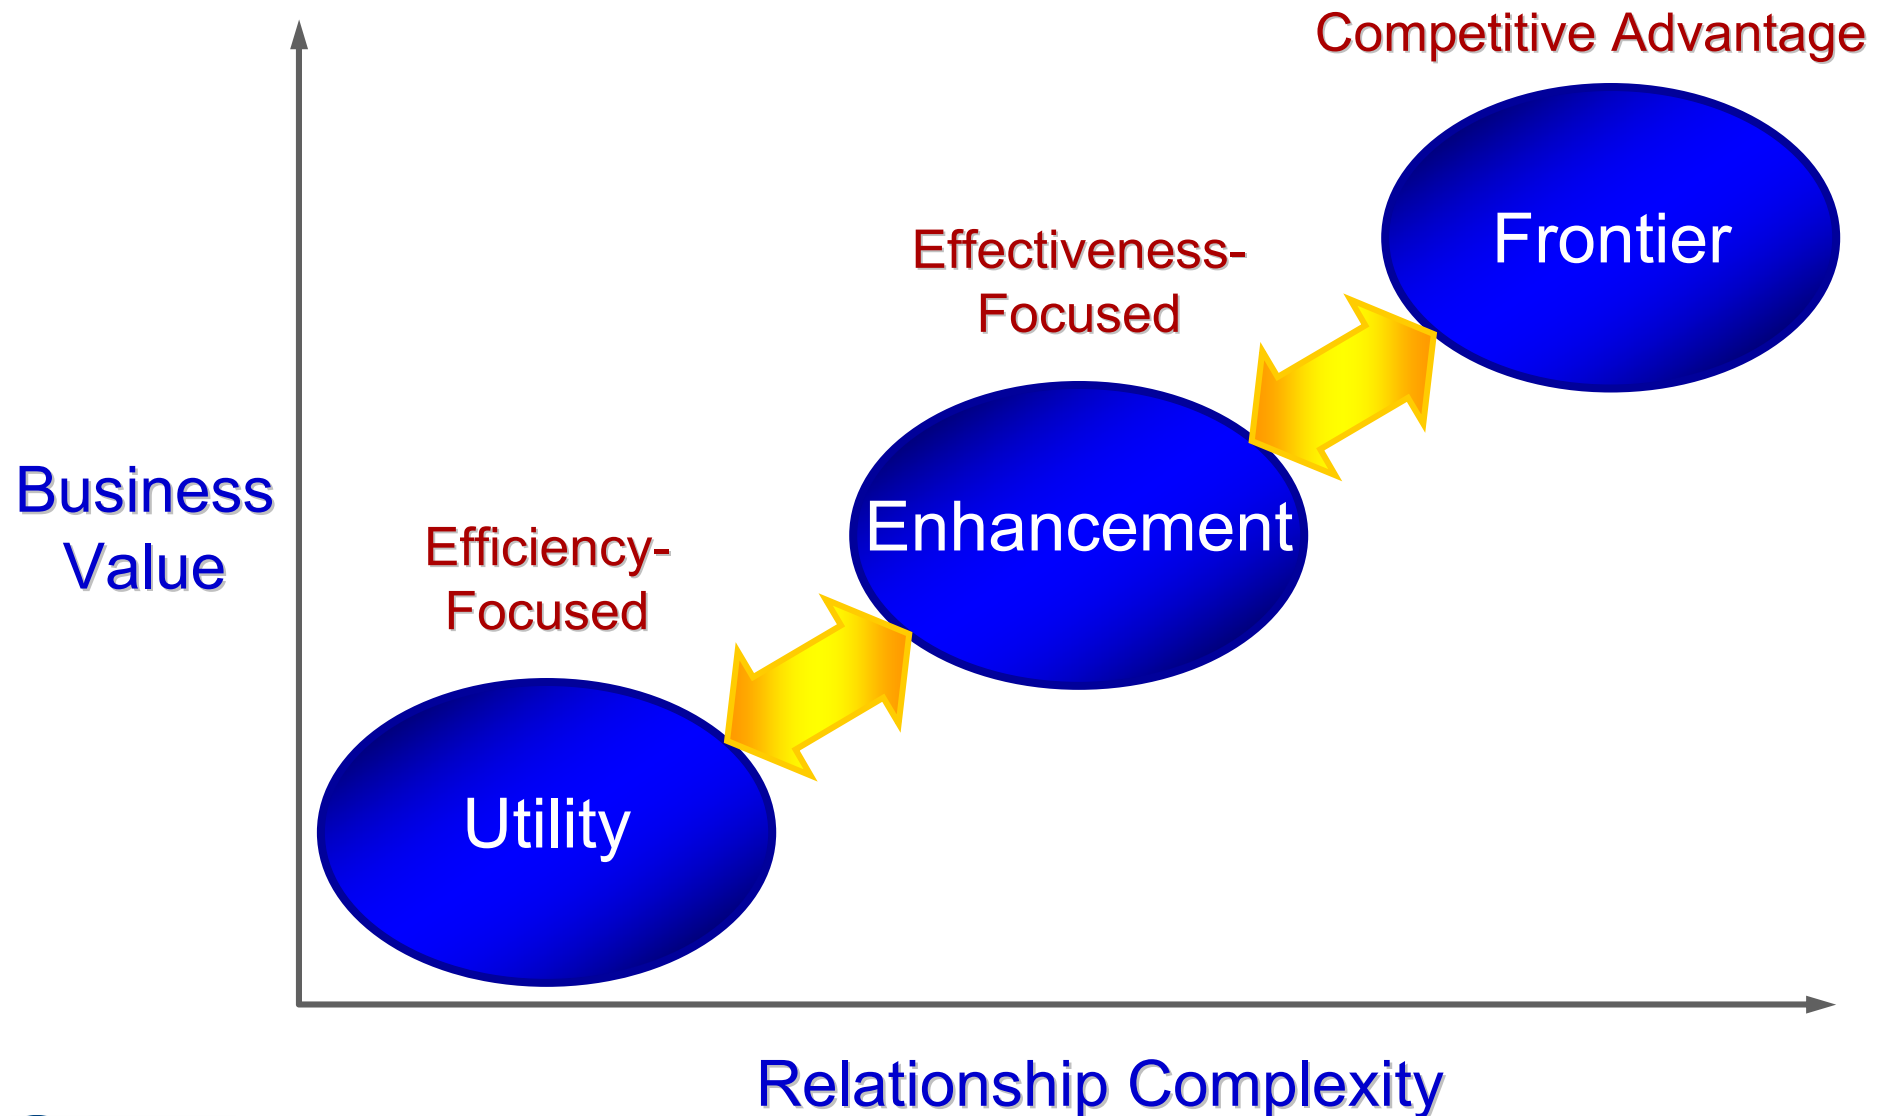 Competitive Advantage
Frontier
Effectiveness-
Focused
Enhancement
Business
Value
Efficiency-
Focused
Utility
Relationship Complexity